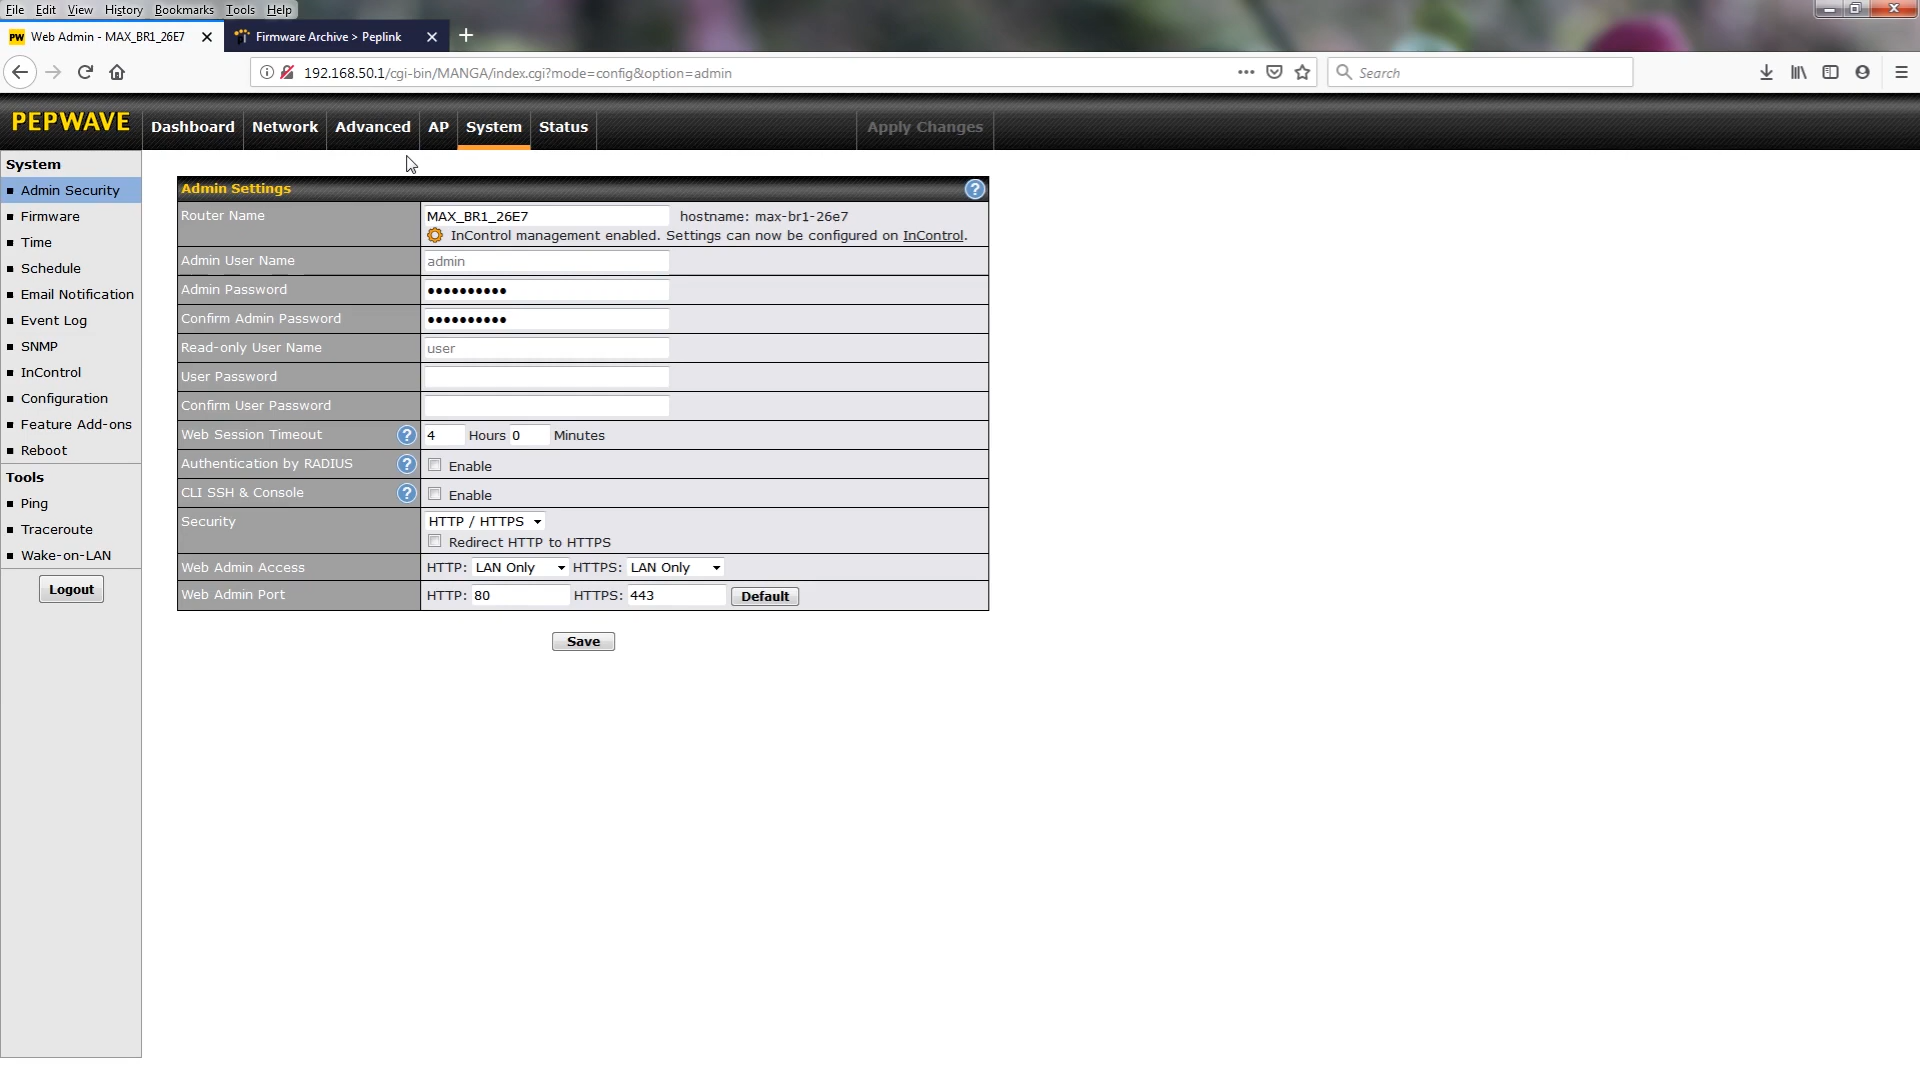 File Edit View History Bookmarks Tools Help
PW Web Admin - MAX_BR1_26E7 Firmware Archive > Peplink
192.168.50.1/cgi-bin/MANGA/index.cgi?mode=config&option=admin Search
PEPWAVE Dashboard Network Advanced AP System Status Apply Changes
System
Admin Security
Firmware
Time
Schedule
Email Notification
Event Log
SNMP
InControl
Configuration
Feature Add-ons
Reboot
Tools
Ping
Traceroute
Wake-on-LAN
Logout
Admin Settings ?
Router Name MAX_BR1_26E7 hostname: max-br1-26e7
InControl management enabled. Settings can now be configured on InControl.
Admin User Name admin
Admin Password ••••••••••
Confirm Admin Password ••••••••••
Read-only User Name user
User Password
Confirm User Password
Web Session Timeout ? 4 Hours 0 Minutes
Authentication by RADIUS ? Enable
CLI SSH & Console ? Enable
Security HTTP / HTTPS
Redirect HTTP to HTTPS
Web Admin Access HTTP: LAN Only HTTPS: LAN Only
Web Admin Port HTTP: 80 HTTPS: 443 Default
Save